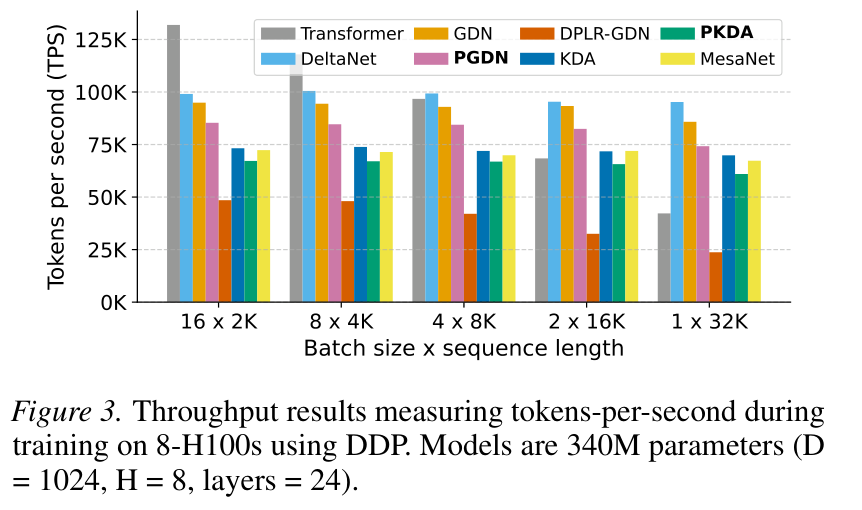 Tokens per second (TPS)
125K
100K
75K
50K
25K
0K
Transformer GDN DPLR-GDN PKDA
DeltaNet PGDN KDA MesaNet
16 x 2K 8 x 4K 4 x 8K 2 x 16K 1 x 32K
Batch size x sequence length
Figure 3. Throughput results measuring tokens-per-second during
training on 8-H100s using DDP. Models are 340M parameters (D
= 1024, H = 8, layers = 24).